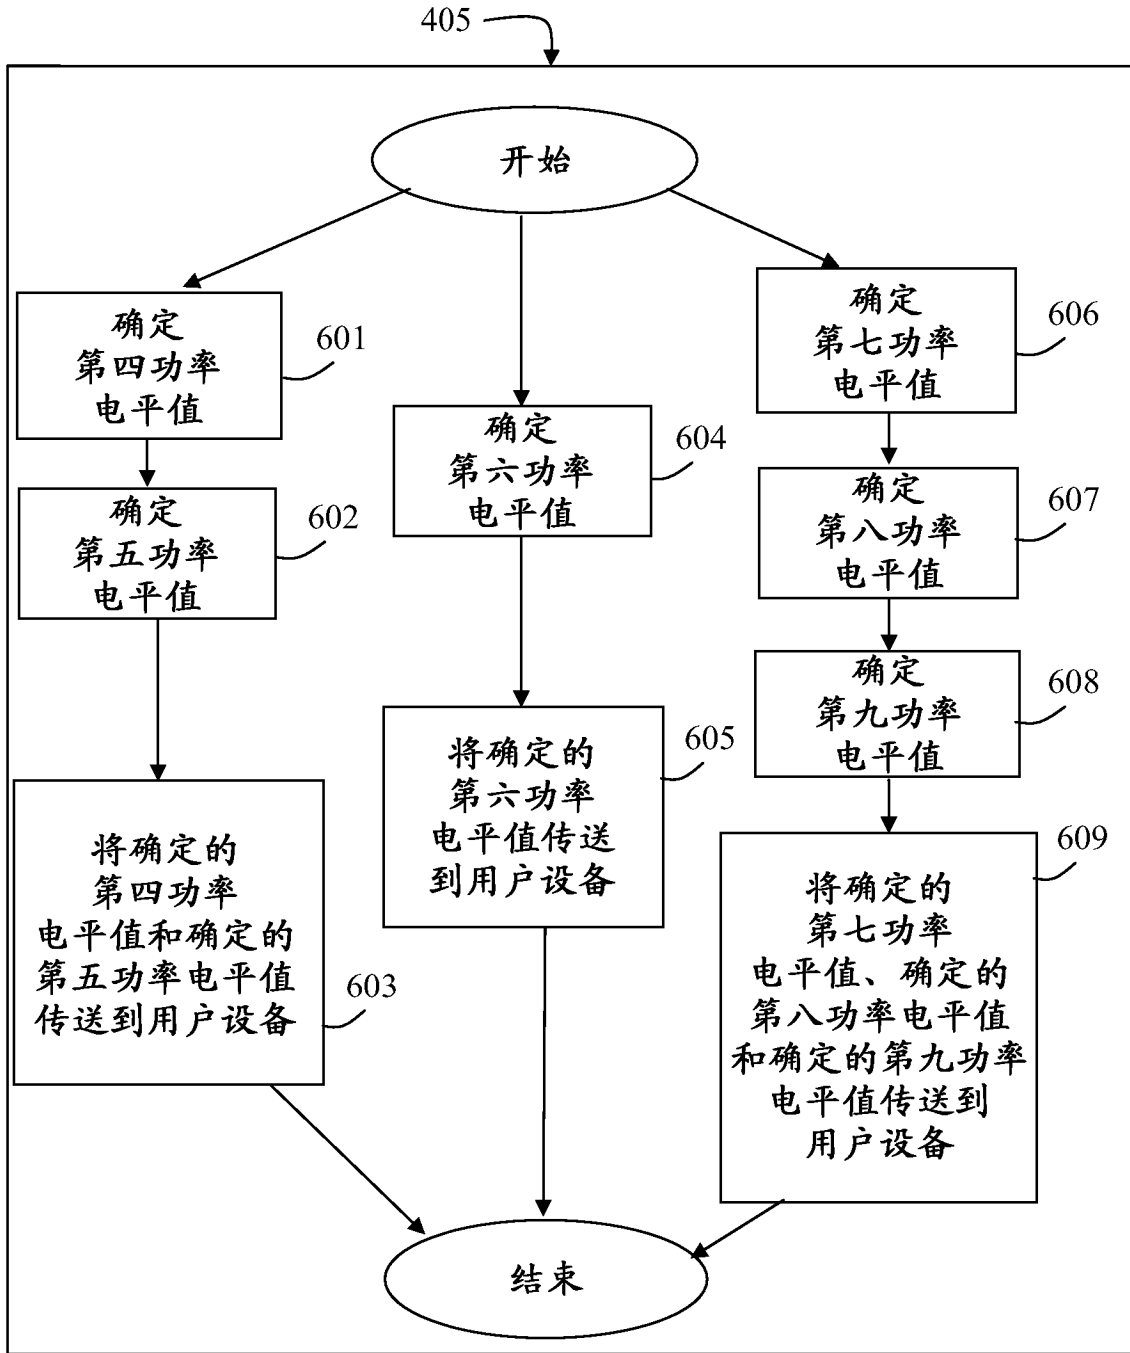 405
开始
确定
第四功率
电平值
601
确定
第五功率
电平值
602
将确定的
第四功率
电平值和确定的
第五功率电平值
传送到用户设备
603
确定
第六功率
电平值
604
将确定的
第六功率
电平值传送
到用户设备
605
确定
第七功率
电平值
606
确定
第八功率
电平值
607
确定
第九功率
电平值
608
将确定的
第七功率
电平值、确定的
第八功率电平值
和确定的第九功率
电平值传送到
用户设备
609
结束